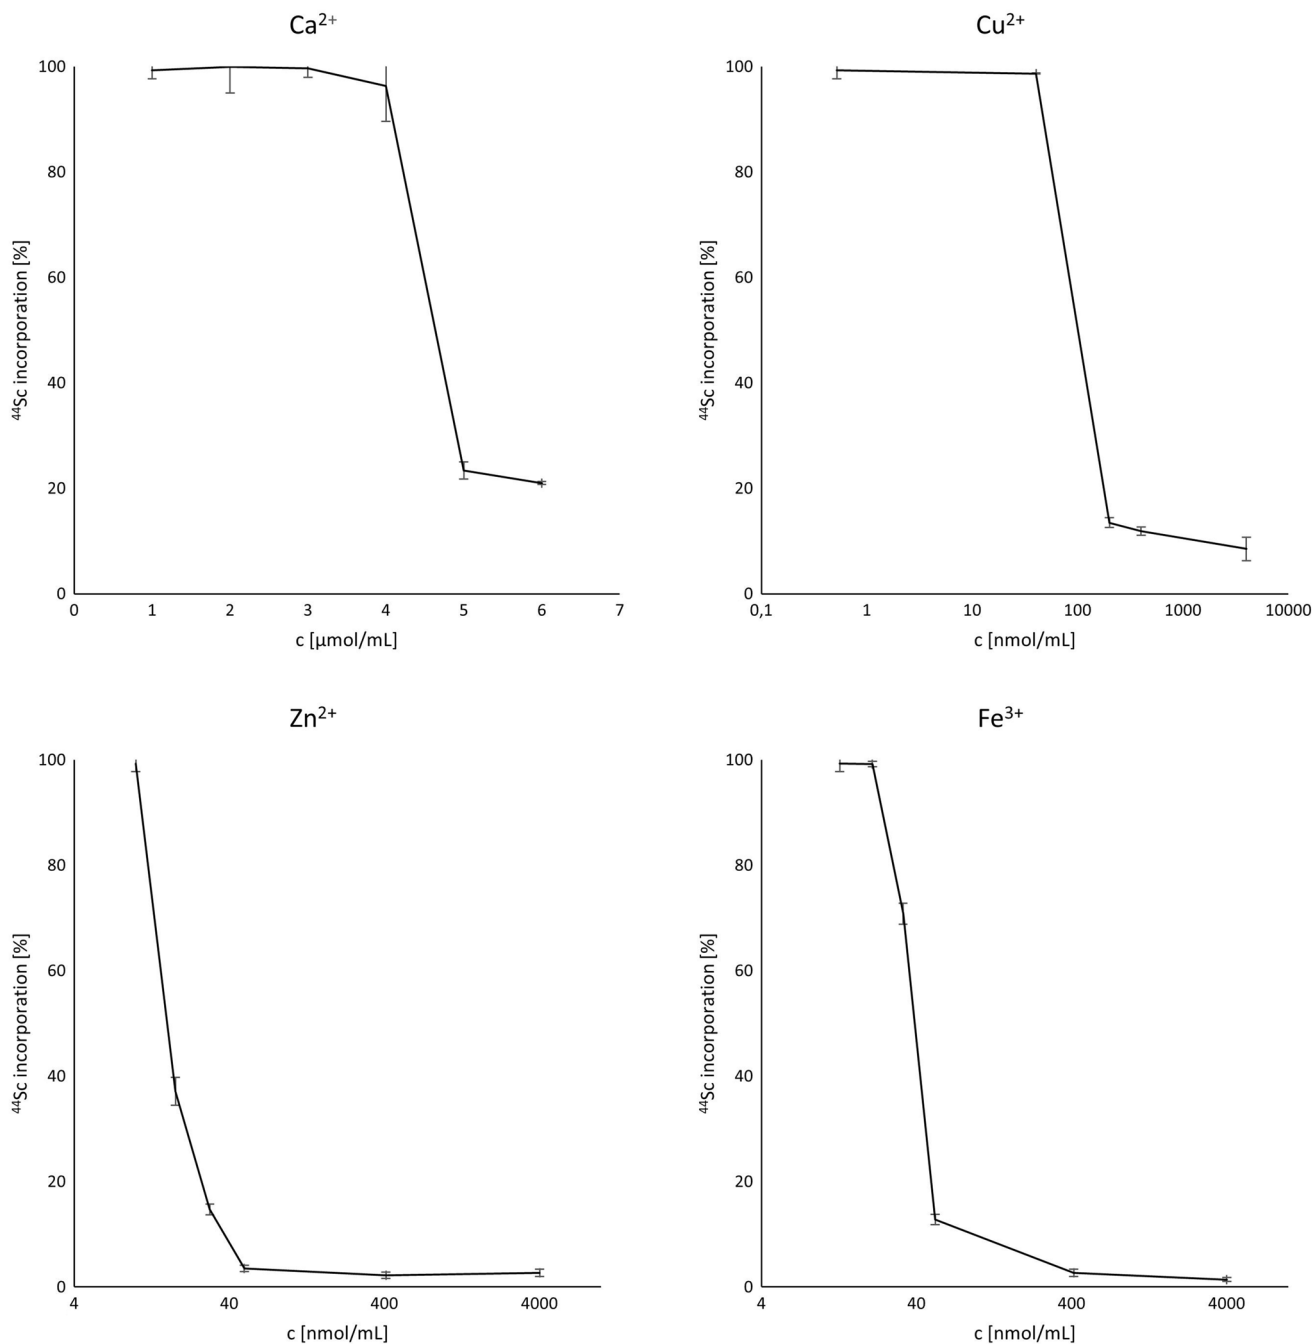 Ca²⁺
100
80
60
40
20
0
⁴⁴Sc incorporation [%]
0 1 2 3 4 5 6 7
c [µmol/mL]
Cu²⁺
100
80
60
40
20
0
⁴⁴Sc incorporation [%]
0,1 1 10 100 1000 10000
c [nmol/mL]
Zn²⁺
100
80
60
40
20
0
⁴⁴Sc incorporation [%]
4 40 400 4000
c [nmol/mL]
Fe³⁺
100
80
60
40
20
0
⁴⁴Sc incorporation [%]
4 40 400 4000
c [nmol/mL]